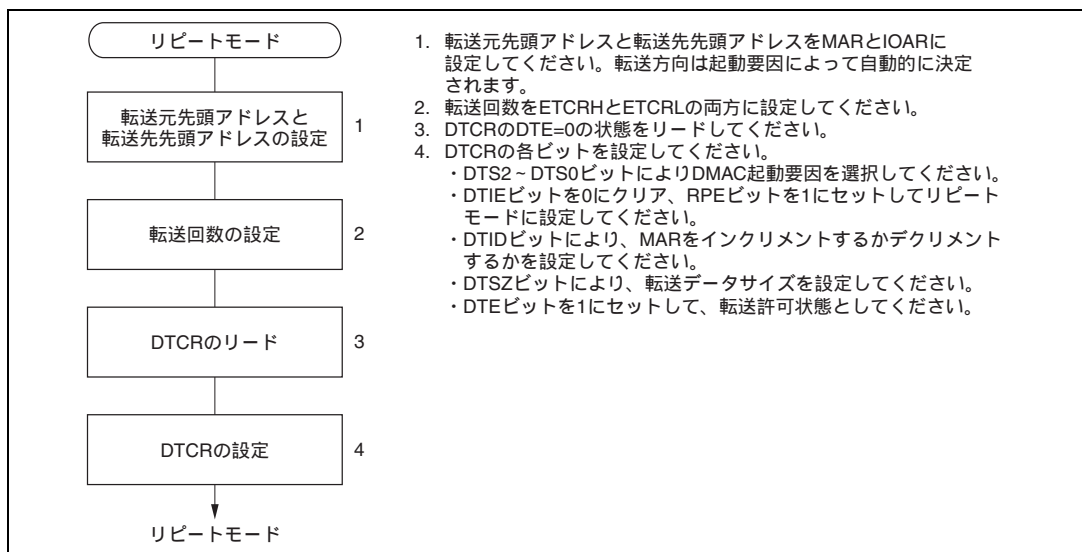 リピートモード
転送元先頭アドレスと
転送先先頭アドレスの設定
1
転送回数の設定
2
DTCRのリード
3
DTCRの設定
4
リピートモード
1. 転送元先頭アドレスと転送先先頭アドレスをMARとIOARに
設定してください。転送方向は起動要因によって自動的に決定
されます。
2. 転送回数をETCRHとETCRLの両方に設定してください。
3. DTCRのDTE=0の状態をリードしてください。
4. DTCRの各ビットを設定してください。
・DTS2～DTS0ビットによりDMAC起動要因を選択してください。
・DTIEビットを0にクリア、RPEビットを1にセットしてリピート
モードに設定してください。
・DTIDビットにより、MARをインクリメントするかデクリメント
するかを設定してください。
・DTSZビットにより、転送データサイズを設定してください。
・DTEビットを1にセットして、転送許可状態としてください。